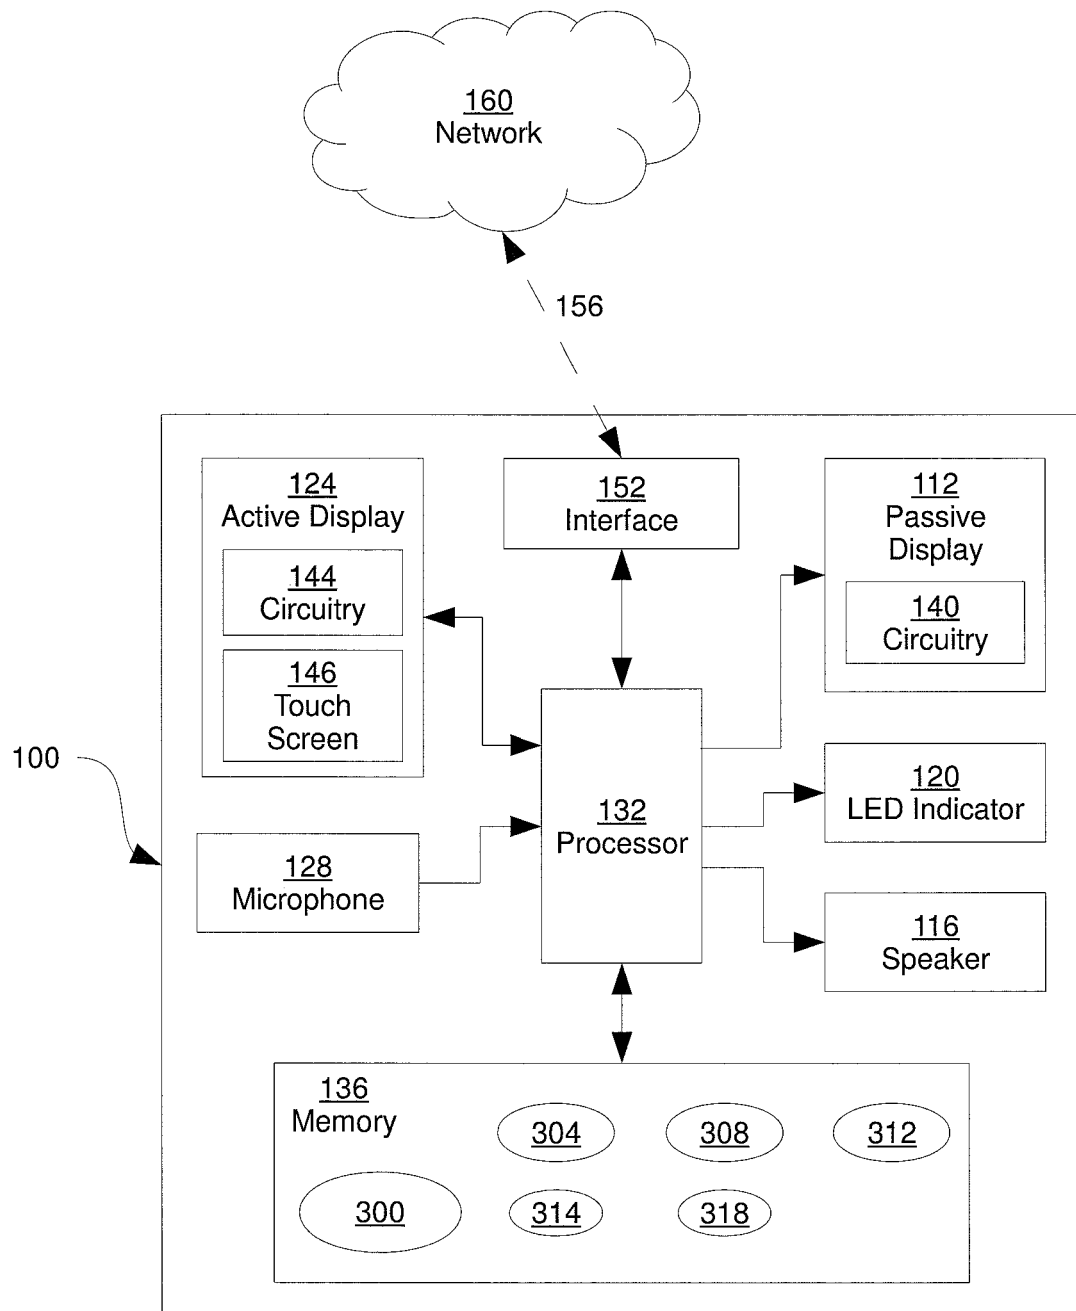 160
Network
156
124
Active Display
144
Circuitry
146
Touch
Screen
152
Interface
112
Passive
Display
140
Circuitry
100
132
Processor
120
LED Indicator
128
Microphone
116
Speaker
136
Memory
304
308
312
300
314
318